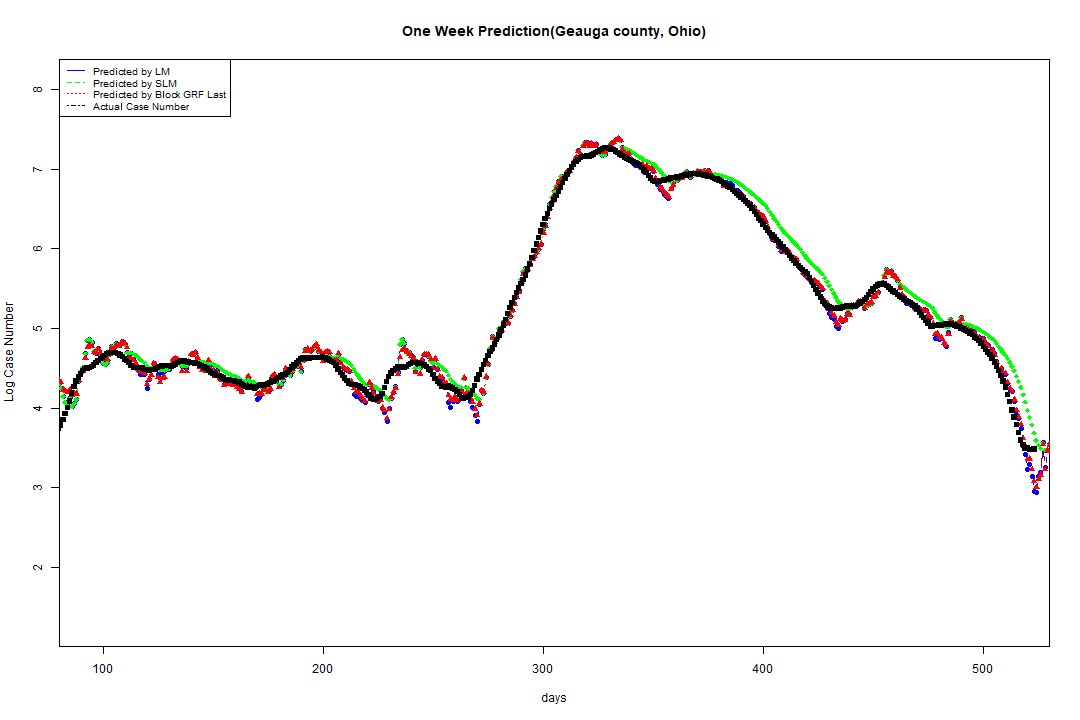 One Week Prediction(Geauga county, Ohio)
Predicted by LM
Predicted by SLM
Predicted by Block GRF Last
Actual Case Number
8
7
6
5
4
3
2
Log Case Number
100 200 300 400 500
days